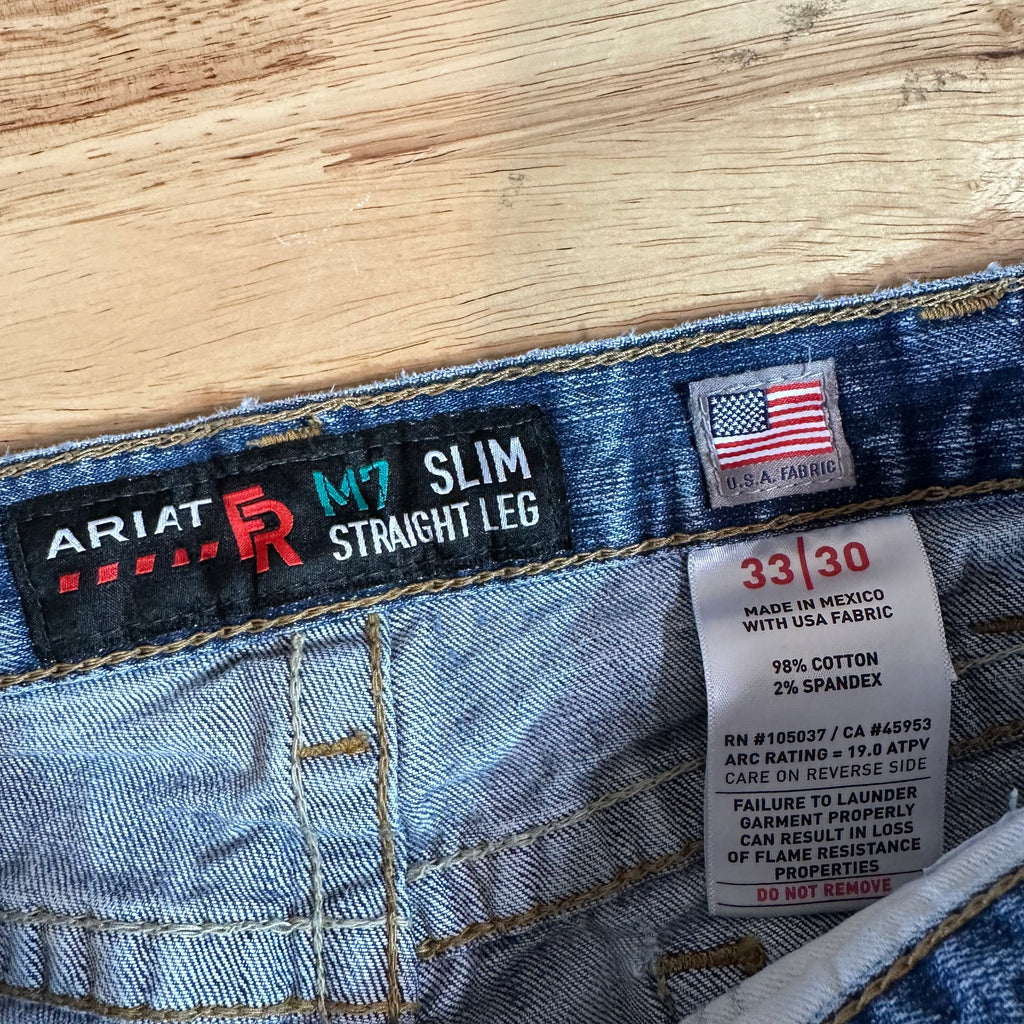 ARIAT FR M7 SLIM
STRAIGHT LEG
U.S.A. FABRIC
33|30
MADE IN MEXICO
WITH USA FABRIC
98% COTTON
2% SPANDEX
RN #105037 / CA #45953
ARC RATING = 19.0 ATPV
CARE ON REVERSE SIDE
FAILURE TO LAUNDER
GARMENT PROPERLY
CAN RESULT IN LOSS
OF FLAME RESISTANCE
PROPERTIES
DO NOT REMOVE